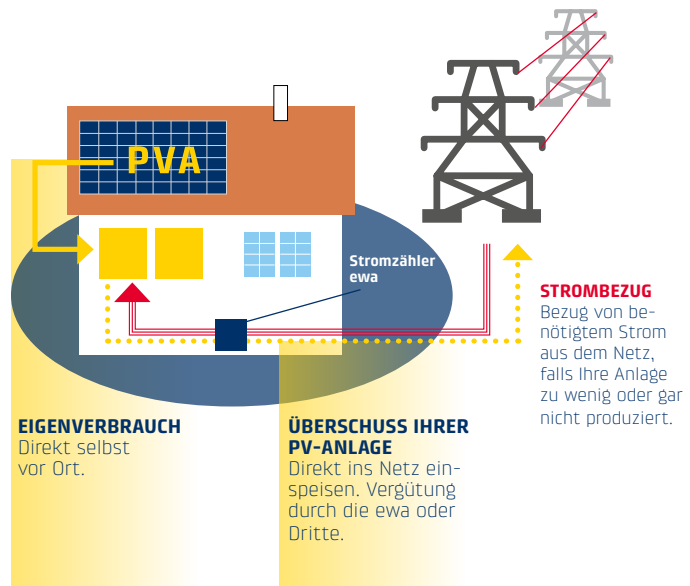 PVA
Stromzähler
ewa
STROMBEZUG
Bezug von be-
nötigtem Strom
aus dem Netz,
falls Ihre Anlage
zu wenig oder gar
nicht produziert.
EIGENVERBRAUCH
Direkt selbst
vor Ort.
ÜBERSCHUSS IHRER
PV-ANLAGE
Direkt ins Netz ein-
speisen. Vergütung
durch die ewa oder
Dritte.